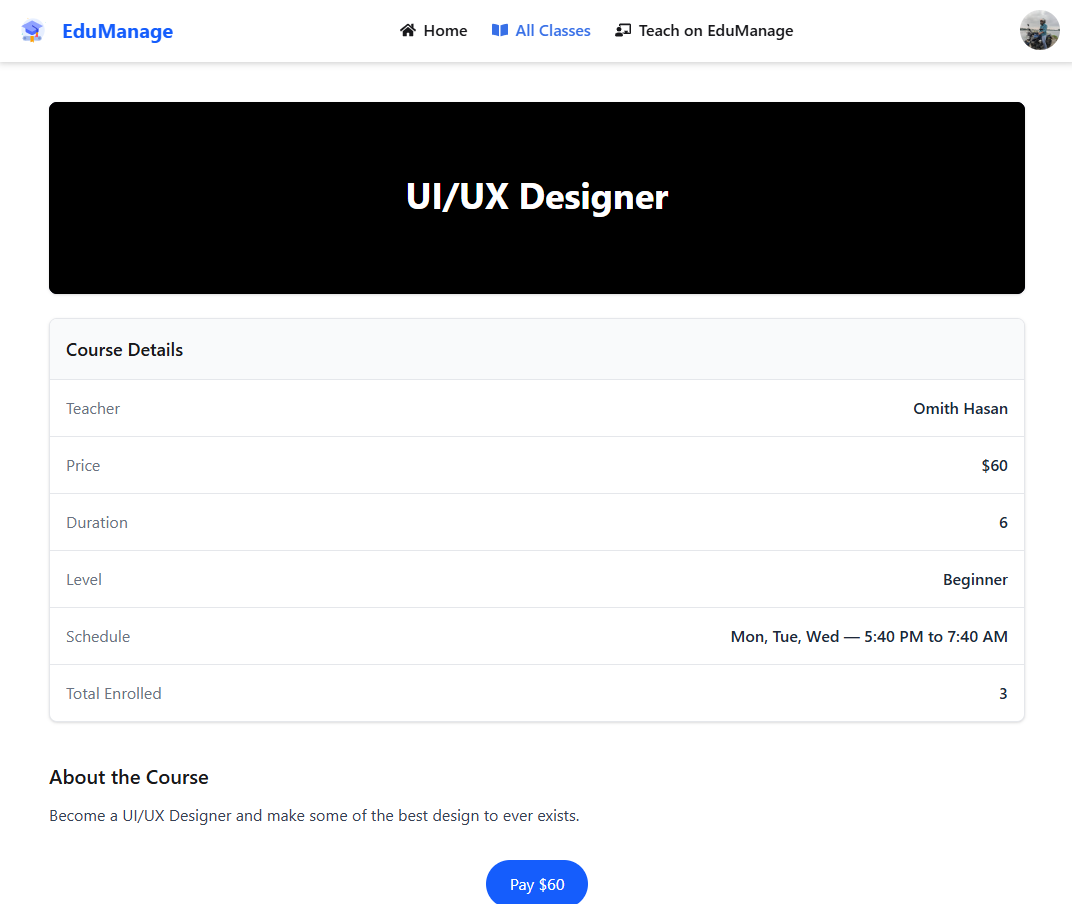 EduManage
Home
All Classes
Teach on EduManage
UI/UX Designer
Course Details
Teacher Omith Hasan
Price $60
Duration 6
Level Beginner
Schedule Mon, Tue, Wed — 5:40 PM to 7:40 AM
Total Enrolled 3
About the Course
Become a UI/UX Designer and make some of the best design to ever exists.
Pay $60